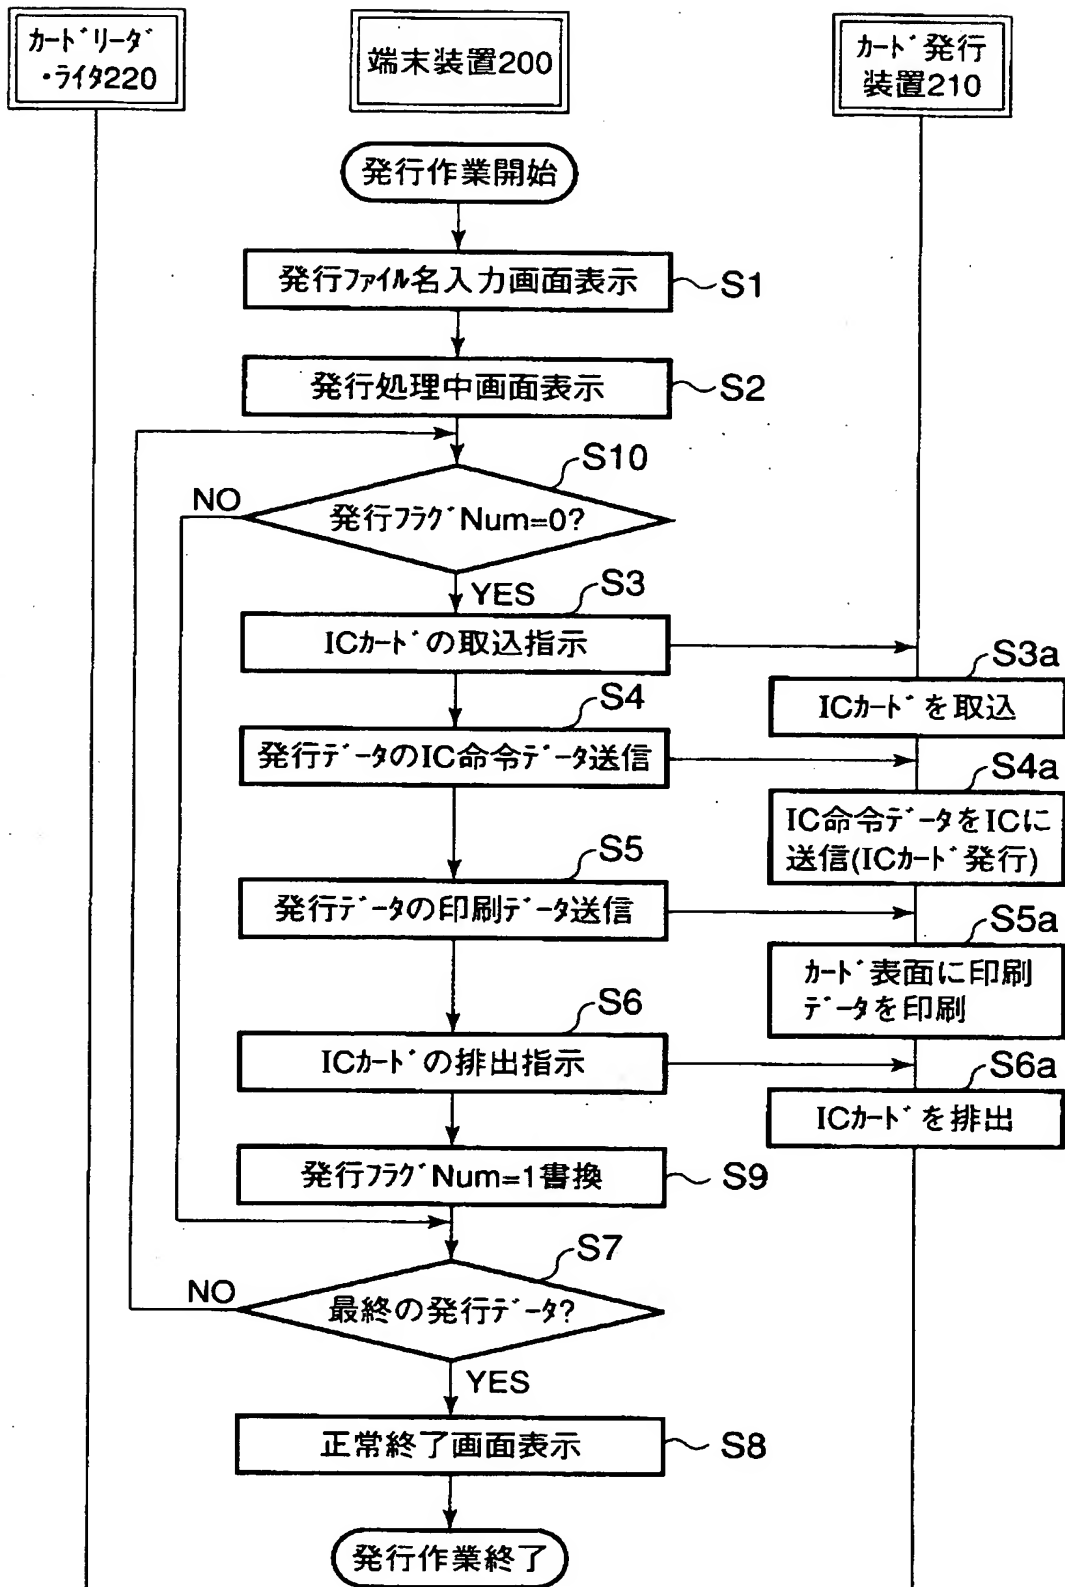 ｶｰﾄﾞﾘｰﾀﾞ
・ﾗｲﾀ220
端末装置200
ｶｰﾄﾞ発行
装置210
発行作業開始
発行ﾌｧｲﾙ名入力画面表示
S1
発行処理中画面表示
S2
S10
NO
発行ﾌﾗｸﾞNum=0?
YES
S3
ICｶｰﾄﾞの取込指示
S3a
ICｶｰﾄﾞを取込
S4
発行ﾃﾞｰﾀのIC命令ﾃﾞｰﾀ送信
S4a
IC命令ﾃﾞｰﾀをICに
送信(ICｶｰﾄﾞ発行)
S5
発行ﾃﾞｰﾀの印刷ﾃﾞｰﾀ送信
S5a
ｶｰﾄﾞ表面に印刷
ﾃﾞｰﾀを印刷
S6
ICｶｰﾄﾞの排出指示
S6a
ICｶｰﾄﾞを排出
発行ﾌﾗｸﾞNum=1書換
S9
S7
NO
最終の発行ﾃﾞｰﾀ?
YES
正常終了画面表示
S8
発行作業終了